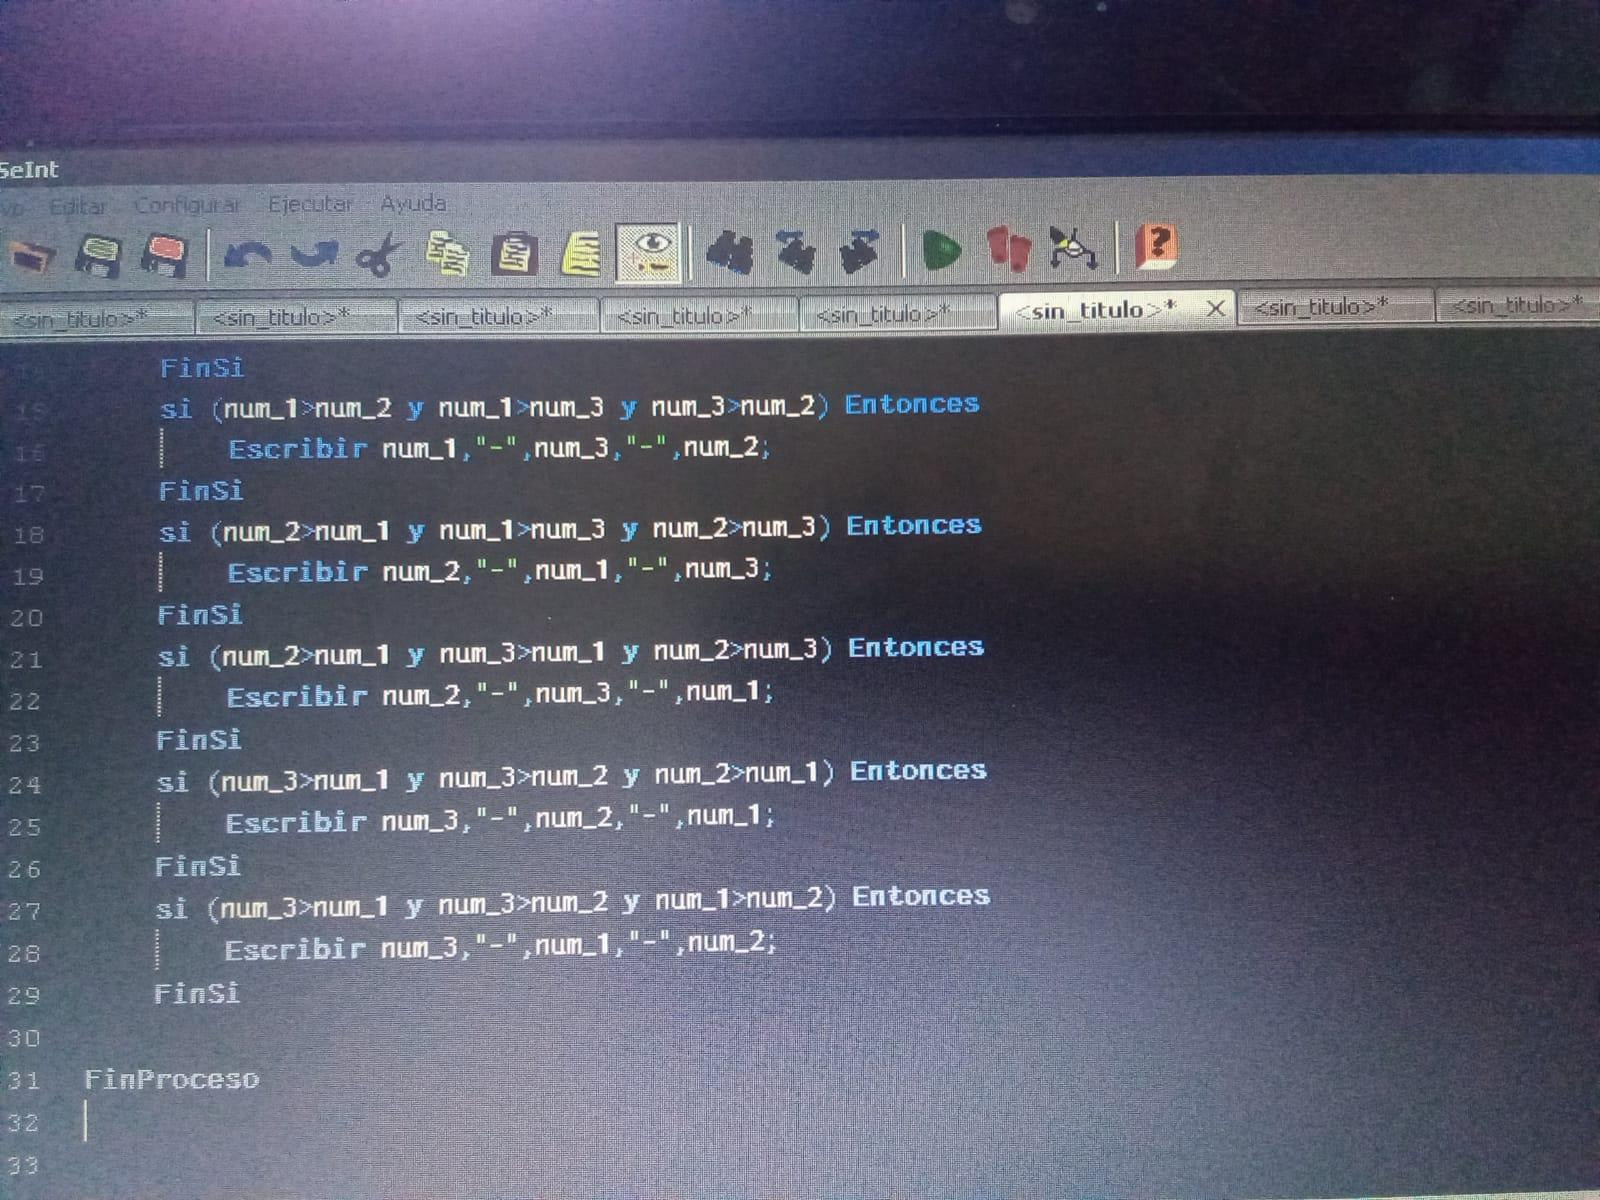 SeInt
Editar Configurar Ejecutar Ayuda
<sin_titulo>* <sin_titulo>* <sin_titulo>* <sin_titulo>* <sin_titulo>* <sin_titulo>* X <sin_titulo>* <sin_titulo>*
FinSi
15 si (num_1>num_2 y num_1>num_3 y num_3>num_2) Entonces
16 Escribir num_1,"-",num_3,"-",num_2;
17 FinSi
18 si (num_2>num_1 y num_1>num_3 y num_2>num_3) Entonces
19 Escribir num_2,"-",num_1,"-",num_3;
20 FinSi
21 si (num_2>num_1 y num_3>num_1 y num_2>num_3) Entonces
22 Escribir num_2,"-",num_3,"-",num_1;
23 FinSi
24 si (num_3>num_1 y num_3>num_2 y num_2>num_1) Entonces
25 Escribir num_3,"-",num_2,"-",num_1;
26 FinSi
27 si (num_3>num_1 y num_3>num_2 y num_1>num_2) Entonces
28 Escribir num_3,"-",num_1,"-",num_2;
29 FinSi
30
31 FinProceso
32
33